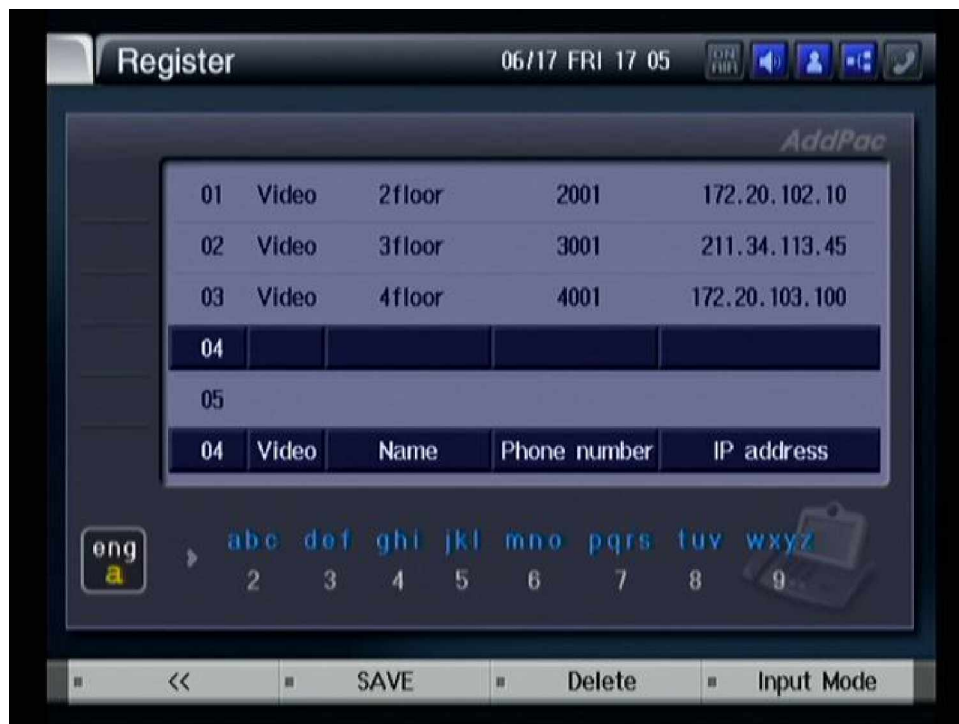 Register 06/17 FRI 17 05 ON AIR
AddPac
01 Video 2floor 2001 172.20.102.10
02 Video 3floor 3001 211.34.113.45
03 Video 4floor 4001 172.20.103.100
04
05
04 Video Name Phone number IP address
eng a
abc def ghi jkl mno pqrs tuv wxyz
2 3 4 5 6 7 8 9
<< SAVE Delete Input Mode